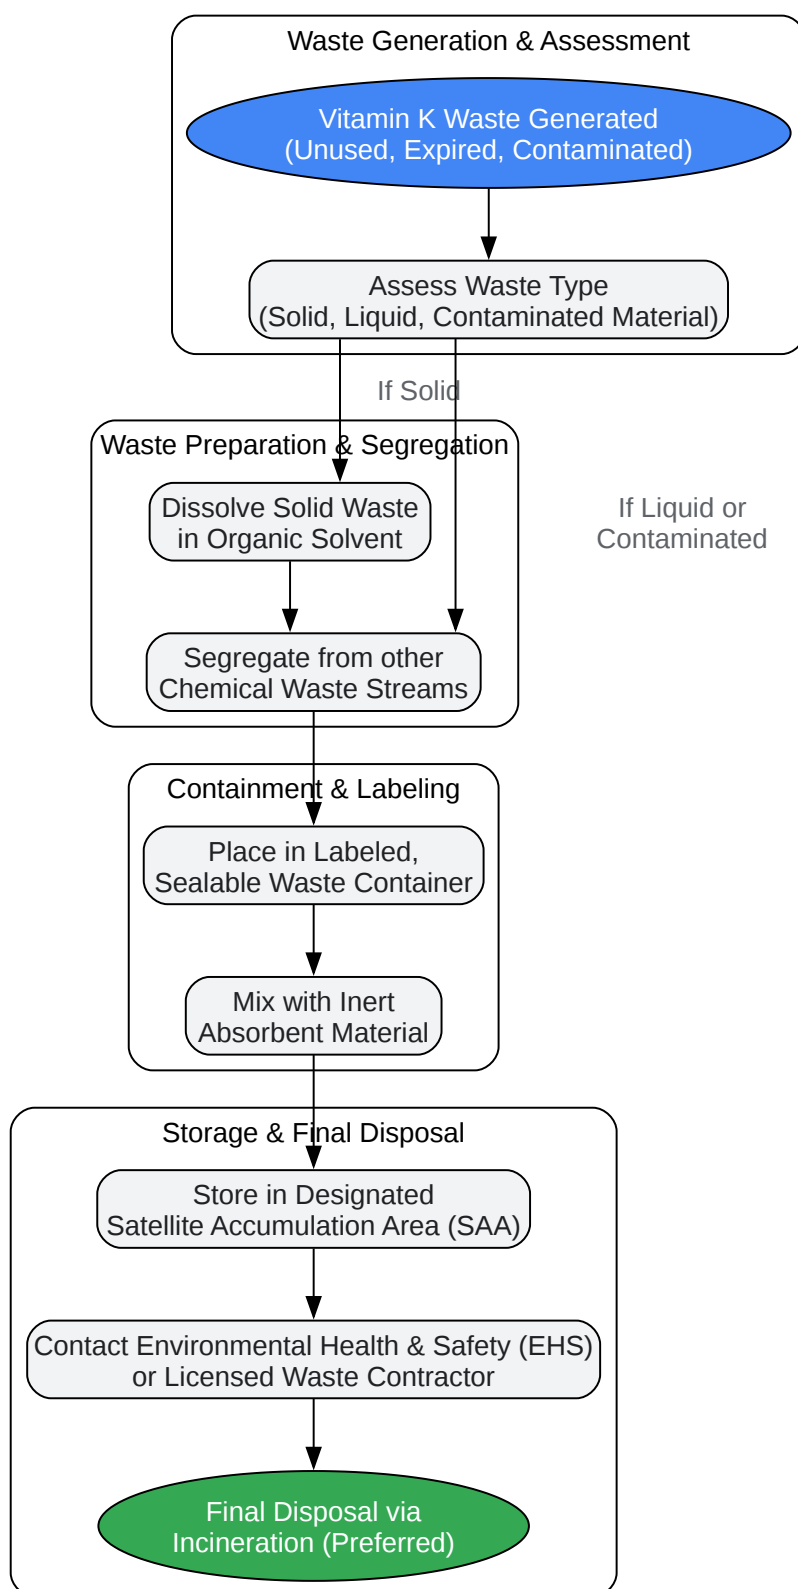 Waste Generation & Assessment
Vitamin K Waste Generated
(Unused, Expired, Contaminated)
Assess Waste Type
(Solid, Liquid, Contaminated Material)
If Solid
Waste Preparation & Segregation
Dissolve Solid Waste
in Organic Solvent
If Liquid or
Contaminated
Segregate from other
Chemical Waste Streams
Containment & Labeling
Place in Labeled,
Sealable Waste Container
Mix with Inert
Absorbent Material
Storage & Final Disposal
Store in Designated
Satellite Accumulation Area (SAA)
Contact Environmental Health & Safety (EHS)
or Licensed Waste Contractor
Final Disposal via
Incineration (Preferred)